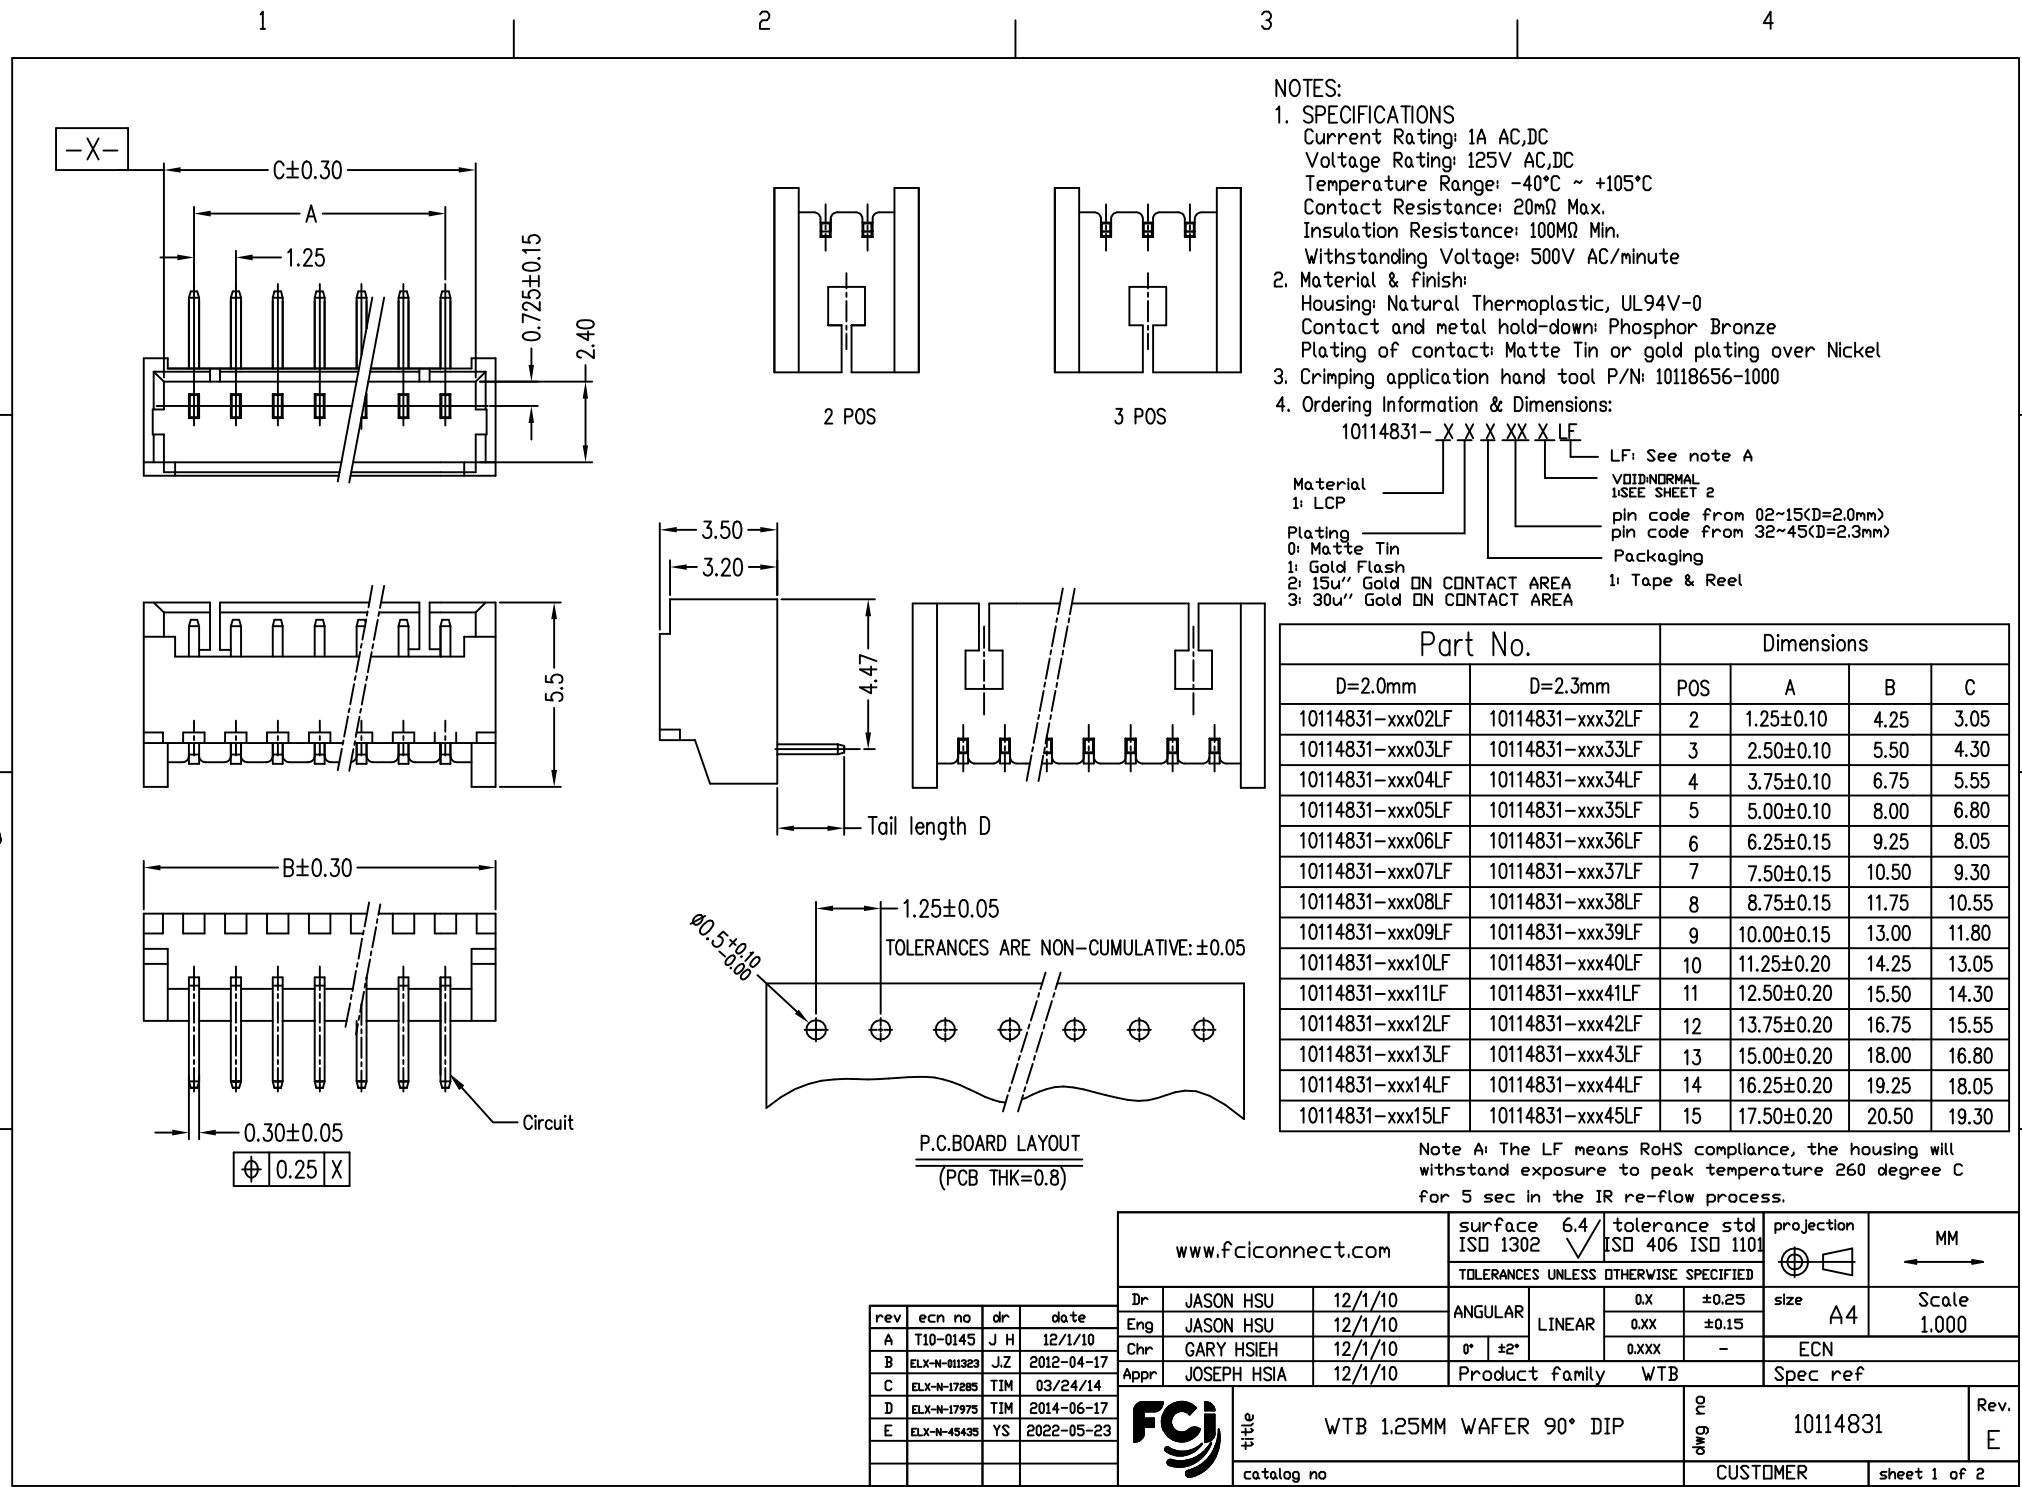 1 2 3 4
-X-
C±0.30
A
1.25
0.725±0.15
2.40
2 POS
3 POS
5.5
3.50
3.20
4.47
Tail length D
B±0.30
Circuit
0.30±0.05
0.25 X
ø0.5 +0.10
-0.00
1.25±0.05
TOLERANCES ARE NON-CUMULATIVE:±0.05
P.C.BOARD LAYOUT
(PCB THK=0.8)
NOTES:
1. SPECIFICATIONS
Current Rating: 1A AC,DC
Voltage Rating: 125V AC,DC
Temperature Range: -40°C ~ +105°C
Contact Resistance: 20mΩ Max.
Insulation Resistance: 100MΩ Min.
Withstanding Voltage: 500V AC/minute
2. Material & finish:
Housing: Natural Thermoplastic, UL94V-0
Contact and metal hold-down: Phosphor Bronze
Plating of contact: Matte Tin or gold plating over Nickel
3. Crimping application hand tool P/N: 10118656-1000
4. Ordering Information & Dimensions:
10114831- X X X XX X LF
LF: See note A
VOID:NORMAL
1:SEE SHEET 2
pin code from 02~15(D=2.0mm)
pin code from 32~45(D=2.3mm)
Packaging
1: Tape & Reel
Material
1: LCP
Plating
0: Matte Tin
1: Gold Flash
2: 15u'' Gold ON CONTACT AREA
3: 30u'' Gold ON CONTACT AREA
Part No. Dimensions
D=2.0mm D=2.3mm POS A B C
10114831-xxx02LF 10114831-xxx32LF 2 1.25±0.10 4.25 3.05
10114831-xxx03LF 10114831-xxx33LF 3 2.50±0.10 5.50 4.30
10114831-xxx04LF 10114831-xxx34LF 4 3.75±0.10 6.75 5.55
10114831-xxx05LF 10114831-xxx35LF 5 5.00±0.10 8.00 6.80
10114831-xxx06LF 10114831-xxx36LF 6 6.25±0.15 9.25 8.05
10114831-xxx07LF 10114831-xxx37LF 7 7.50±0.15 10.50 9.30
10114831-xxx08LF 10114831-xxx38LF 8 8.75±0.15 11.75 10.55
10114831-xxx09LF 10114831-xxx39LF 9 10.00±0.15 13.00 11.80
10114831-xxx10LF 10114831-xxx40LF 10 11.25±0.20 14.25 13.05
10114831-xxx11LF 10114831-xxx41LF 11 12.50±0.20 15.50 14.30
10114831-xxx12LF 10114831-xxx42LF 12 13.75±0.20 16.75 15.55
10114831-xxx13LF 10114831-xxx43LF 13 15.00±0.20 18.00 16.80
10114831-xxx14LF 10114831-xxx44LF 14 16.25±0.20 19.25 18.05
10114831-xxx15LF 10114831-xxx45LF 15 17.50±0.20 20.50 19.30
Note A: The LF means RoHS compliance, the housing will
withstand exposure to peak temperature 260 degree C
for 5 sec in the IR re-flow process.
rev ecn no dr date
A T10-0145 J H 12/1/10
B ELX-N-011323 J.Z 2012-04-17
C ELX-N-17285 TIM 03/24/14
D ELX-N-17975 TIM 2014-06-17
E ELX-N-45435 YS 2022-05-23
www.fciconnect.com
Dr JASON HSU 12/1/10
Eng JASON HSU 12/1/10
Chr GARY HSIEH 12/1/10
Appr JOSEPH HSIA 12/1/10
surface 6.4/
ISO 1302
tolerance std
ISO 406 ISO 1101
TOLERANCES UNLESS OTHERWISE SPECIFIED
ANGULAR
0° ±2°
LINEAR
0.X ±0.25
0.XX ±0.15
0.XXX -
projection
MM
size A4
Scale
1.000
ECN
Product family WTB
Spec ref
FCi
title
WTB 1.25MM WAFER 90° DIP
dwg no
10114831
Rev.
E
catalog no
CUSTOMER
sheet 1 of 2